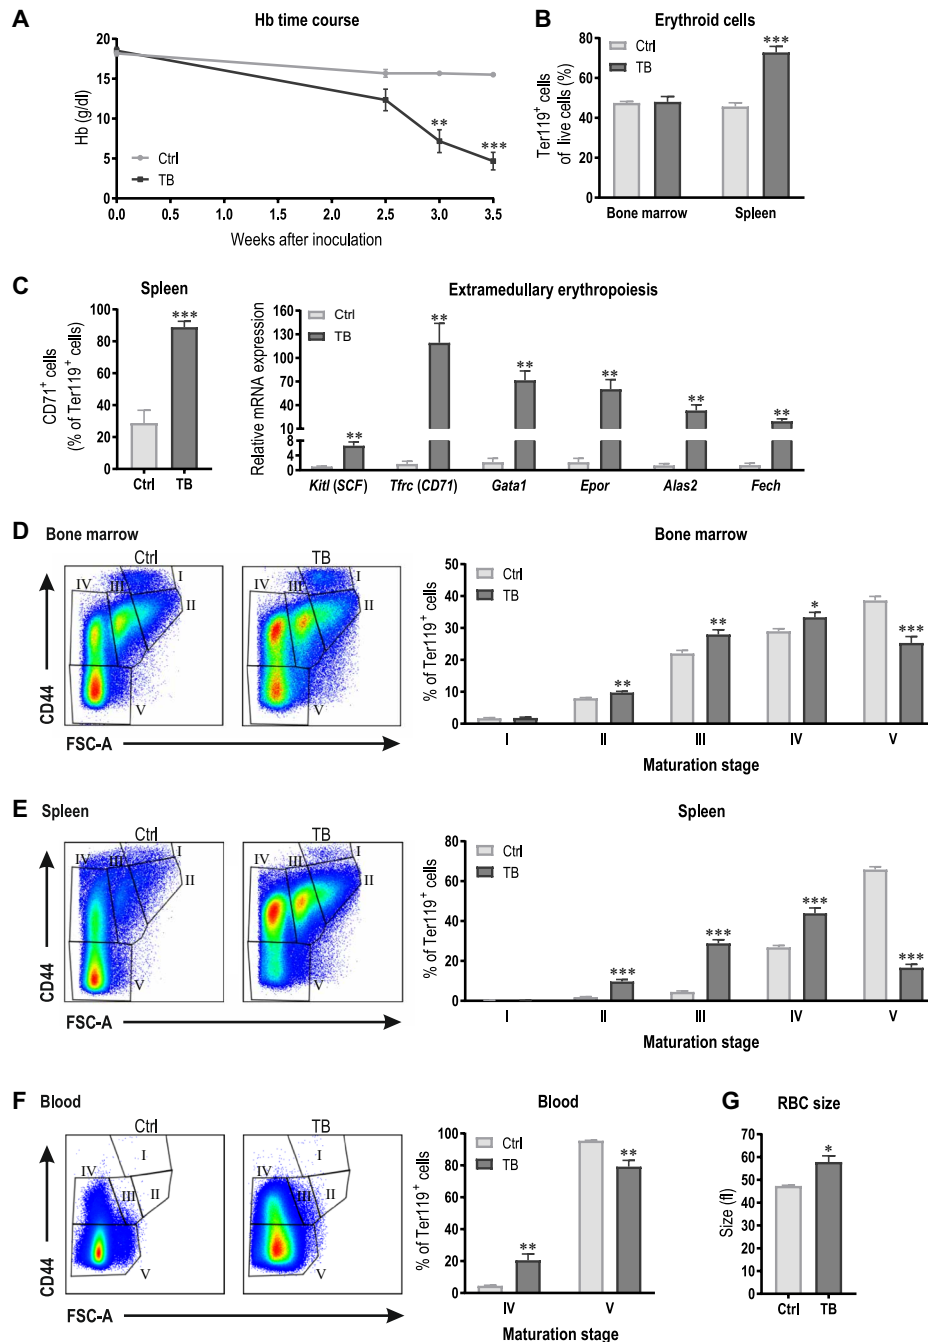 A
Hb time course
Hb (g/dl)
20
15
10
5
0
Ctrl
TB
**
***
0.0 0.5 1.0 1.5 2.0 2.5 3.0 3.5
Weeks after inoculation
B
Erythroid cells
Ter119+ cells
of live cells (%)
80
60
40
20
0
Ctrl
TB
***
Bone marrow Spleen
C
Spleen
CD71+ cells
(% of Ter119+ cells)
100
80
60
40
20
0
***
Ctrl TB
Extramedullary erythropoiesis
Relative mRNA expression
160
130
100
70
40
10
8
4
0
Ctrl
TB
** ** ** ** ** **
Kitl (SCF) Tfrc (CD71) Gata1 Epor Alas2 Fech
D Bone marrow
Ctrl
TB
IV III I II V
IV III I II V
CD44
FSC-A
Bone marrow
% of Ter119+ cells
50
40
30
20
10
0
Ctrl
TB
** ** * ***
I II III IV V
Maturation stage
E Spleen
Ctrl
TB
IV III I II V
IV III I II V
CD44
FSC-A
Spleen
% of Ter119+ cells
80
60
40
20
0
Ctrl
TB
*** *** *** ***
I II III IV V
Maturation stage
F Blood
Ctrl
TB
I
IV III II
V
I
IV III II
V
CD44
FSC-A
Blood
% of Ter119+ cells
100
80
60
40
20
0
Ctrl
TB
** **
IV V
Maturation stage
G RBC size
Size (fl)
70
60
50
40
30
20
10
0
*
Ctrl TB